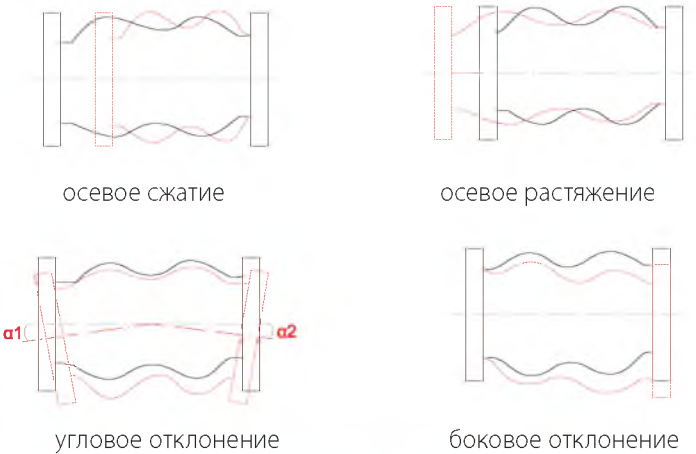 осевое сжатие
осевое растяжение
α1
α2
угловое отклонение
боковое отклонение